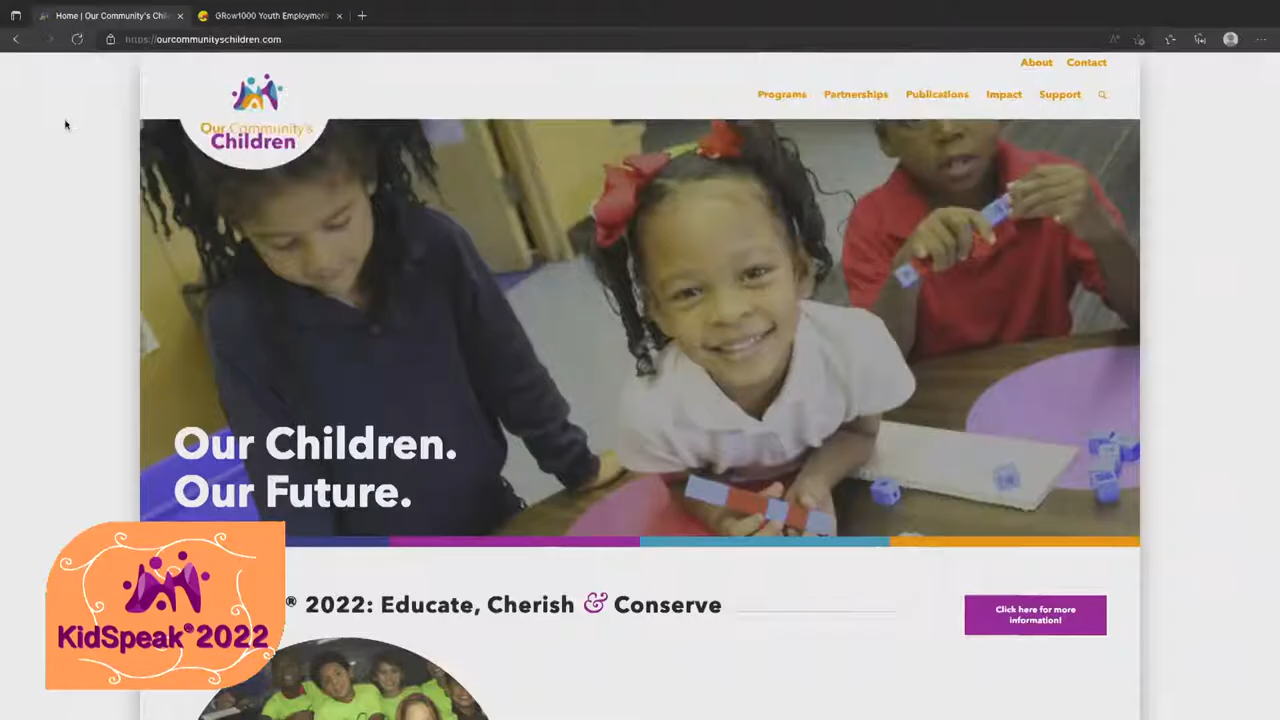 Home | Our Community's Chil
GRow1000 Youth Employment
https://ourcommunityschildren.com
About Contact
Programs Partnerships Publications Impact Support
Our Community's
Children
Our Children.
Our Future.
® 2022: Educate, Cherish & Conserve
Click here for more
information!
KidSpeak® 2022